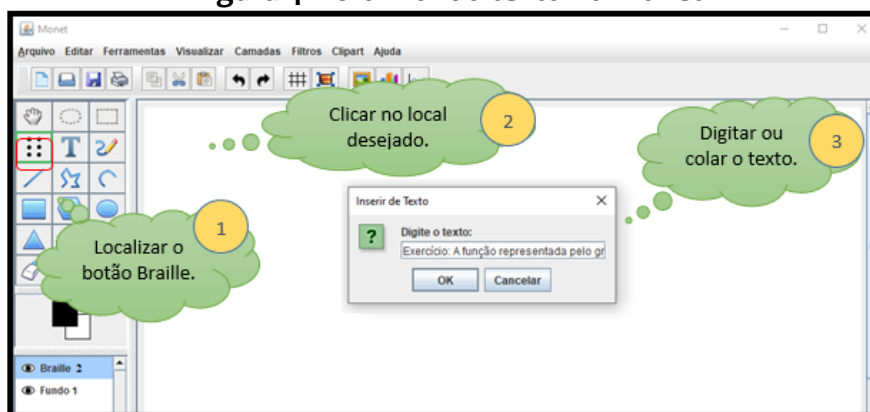 Monet
Arquivo Editar Ferramentas Visualizar Camadas Filtros Clipart Ajuda
Clicar no local
desejado.
2
Digitar ou
colar o texto.
3
T
Inserir de Texto
Digite o texto:
?
Exercício: A função representada pelo gr
OK Cancelar
1
Localizar o
botão Braille.
Braille 2
Fundo 1